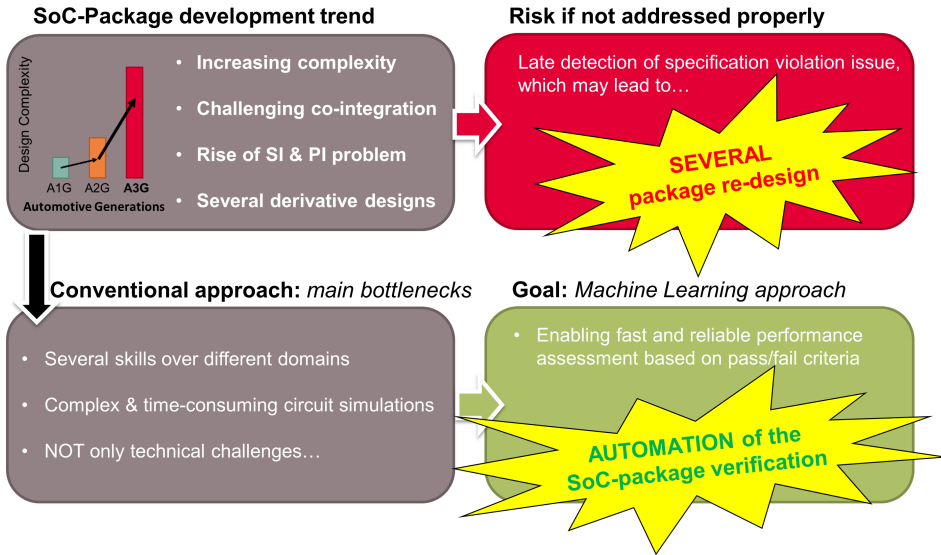 SoC-Package development trend
Design Complexity
A1G A2G A3G
Automotive Generations
• Increasing complexity
• Challenging co-integration
• Rise of SI & PI problem
• Several derivative designs
Risk if not addressed properly
Late detection of specification violation issue,
which may lead to…
SEVERAL
package re-design
Conventional approach: main bottlenecks
• Several skills over different domains
• Complex & time-consuming circuit simulations
• NOT only technical challenges…
Goal: Machine Learning approach
• Enabling fast and reliable performance
assessment based on pass/fail criteria
AUTOMATION of the
SoC-package verification